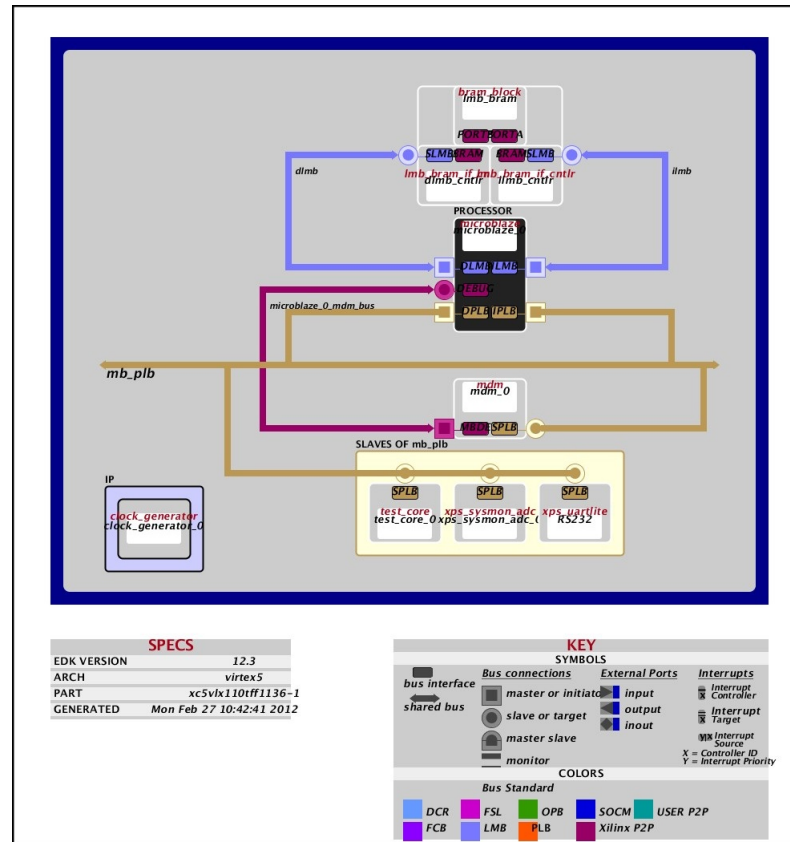 bram_block
lmb_bram
PORTB PORTA
SLMB BRAM BRAM SLMB
dlmb
lmb_bram_if_cntlr lmb_bram_if_cntlr
ilmb
dlmb_cntlr ilmb_cntlr
PROCESSOR
microblaze
microblaze_0
DLMB ILMB
DEBUG
microblaze_0_mdm_bus
DPLB IPLB
mb_plb
mdm
mdm_0
MBDE SPLB
SLAVES OF mb_plb
IP
SPLB SPLB SPLB
clock_generator
clock_generator_0
test_core xps_sysmon_adc xps_uartlite
test_core_0 xps_sysmon_adc_0 RS232
SPECS
EDK VERSION 12.3
ARCH virtex5
PART xc5vlx110tff1136-1
GENERATED Mon Feb 27 10:42:41 2012
KEY
SYMBOLS
bus interface
shared bus
Bus connections
master or initiator
slave or target
master slave
monitor
External Ports
input
output
inout
Interrupts
Interrupt
Controller
Interrupt
Target
Interrupt
Source
X = Controller ID
Y = Interrupt Priority
COLORS
Bus Standard
DCR FSL OPB SOCM USER P2P
FCB LMB PLB Xilinx P2P